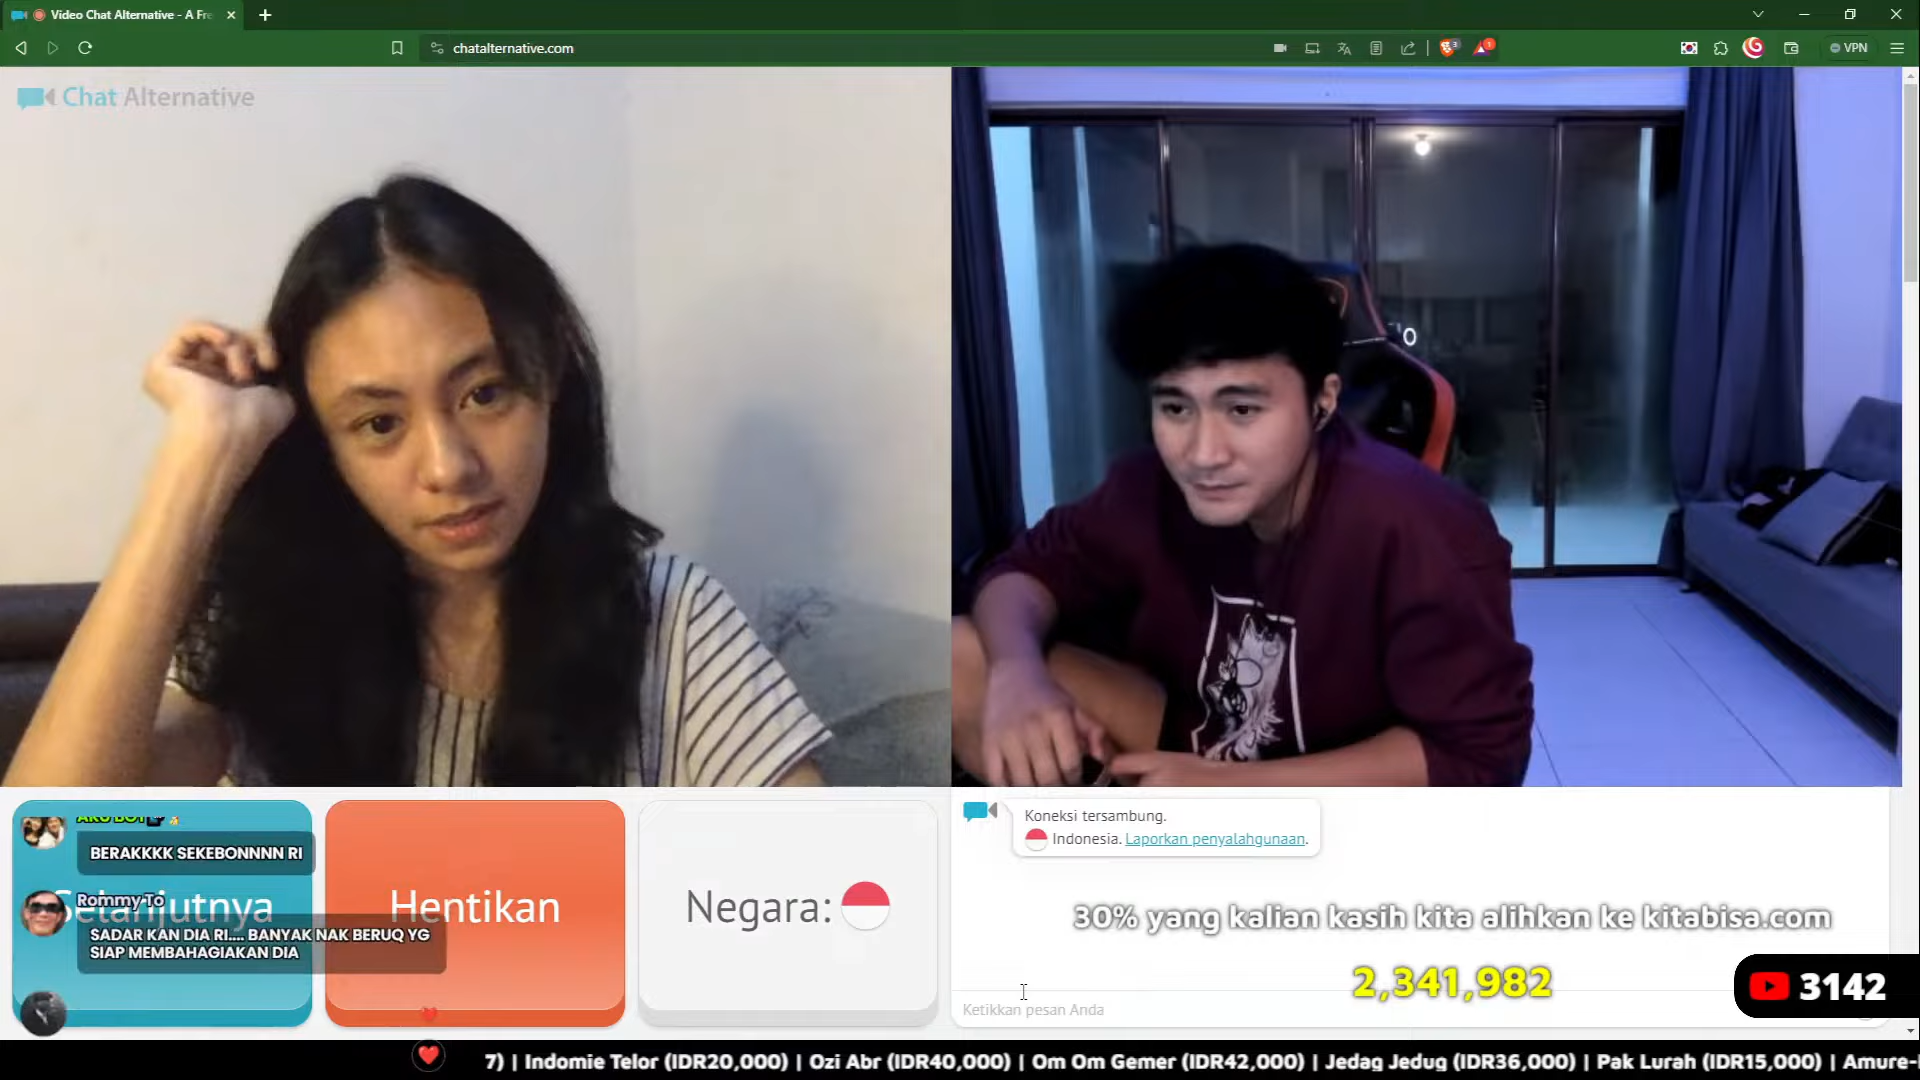 Video Chat Alternative - A Fre
chatalternative.com
VPN
Chat Alternative
Koneksi tersambung.
Indonesia. Laporkan penyalahgunaan.
AKU BOT
BERAKKKK SEKEBONNNN RI
Selanjutnya
Rommy To
SADAR KAN DIA RI.... BANYAK NAK BERUQ YG
SIAP MEMBAHAGIAKAN DIA
Hentikan
Negara:
30% yang kalian kasih kita alihkan ke kitabisa.com
2,341,982
3142
Ketikkan pesan Anda
7) | Indomie Telor (IDR20,000) | Ozi Abr (IDR40,000) | Om Om Gemer (IDR42,000) | Jedag Jedug (IDR36,000) | Pak Lurah (IDR15,000) | Amure-